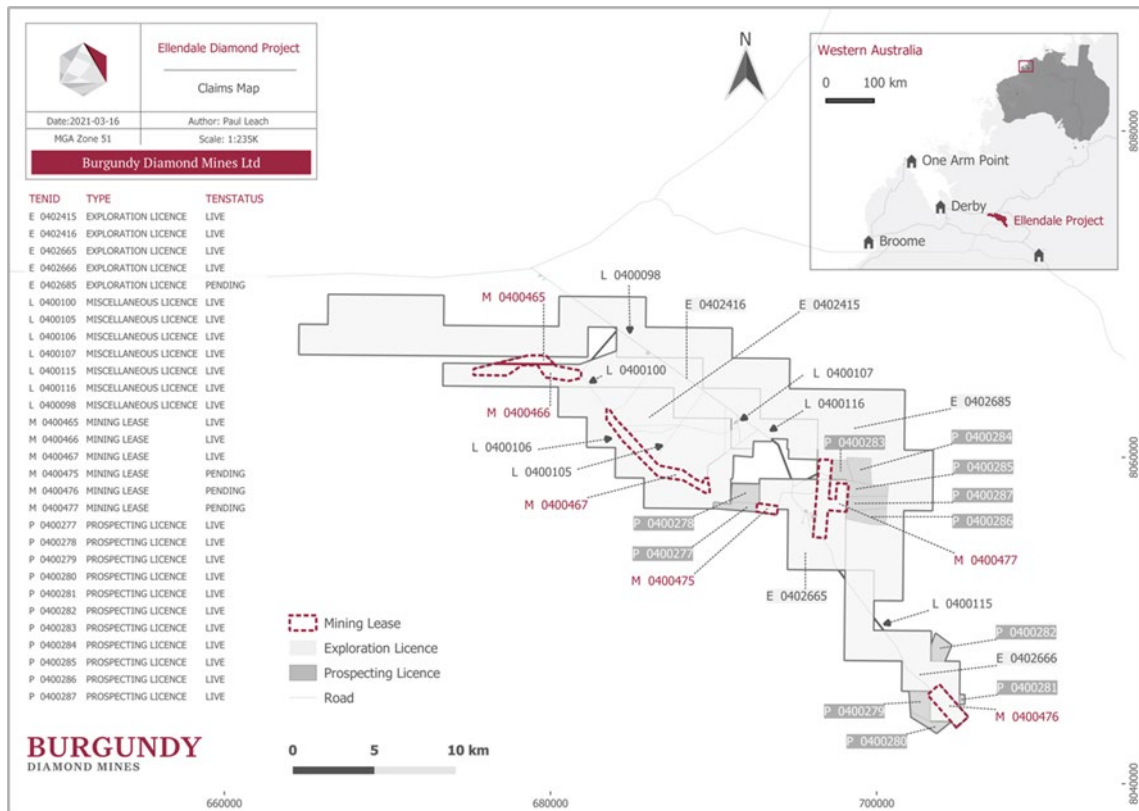 Ellendale Diamond Project
Claims Map
Date:2021-03-16
Author: Paul Leach
MGA Zone 51
Scale: 1:235K
Burgundy Diamond Mines Ltd
TENID TYPE TENSTATUS
E 0402415 EXPLORATION LICENCE LIVE
E 0402416 EXPLORATION LICENCE LIVE
E 0402665 EXPLORATION LICENCE LIVE
E 0402666 EXPLORATION LICENCE LIVE
E 0402685 EXPLORATION LICENCE PENDING
L 0400100 MISCELLANEOUS LICENCE LIVE
L 0400105 MISCELLANEOUS LICENCE LIVE
L 0400106 MISCELLANEOUS LICENCE LIVE
L 0400107 MISCELLANEOUS LICENCE LIVE
L 0400115 MISCELLANEOUS LICENCE LIVE
L 0400116 MISCELLANEOUS LICENCE LIVE
L 0400098 MISCELLANEOUS LICENCE LIVE
M 0400465 MINING LEASE LIVE
M 0400466 MINING LEASE LIVE
M 0400467 MINING LEASE LIVE
M 0400475 MINING LEASE PENDING
M 0400476 MINING LEASE PENDING
M 0400477 MINING LEASE PENDING
P 0400277 PROSPECTING LICENCE LIVE
P 0400278 PROSPECTING LICENCE LIVE
P 0400279 PROSPECTING LICENCE LIVE
P 0400280 PROSPECTING LICENCE LIVE
P 0400281 PROSPECTING LICENCE LIVE
P 0400282 PROSPECTING LICENCE LIVE
P 0400283 PROSPECTING LICENCE LIVE
P 0400284 PROSPECTING LICENCE LIVE
P 0400285 PROSPECTING LICENCE LIVE
P 0400286 PROSPECTING LICENCE LIVE
P 0400287 PROSPECTING LICENCE LIVE
BURGUNDY
DIAMOND MINES
N
Western Australia
0 100 km
One Arm Point
Derby
Ellendale Project
Broome
L 0400098
M 0400465
E 0402416
E 0402415
L 0400100
L 0400107
M 0400466
L 0400116
E 0402685
L 0400106
P 0400283
P 0400284
L 0400105
P 0400285
M 0400467
P 0400287
P 0400278
P 0400286
P 0400277
M 0400477
M 0400475
E 0402665
L 0400115
P 0400282
E 0402666
P 0400281
P 0400279
M 0400476
P 0400280
Mining Lease
Exploration Licence
Prospecting Licence
Road
0 5 10 km
660000
680000
700000
8080000
8060000
8040000